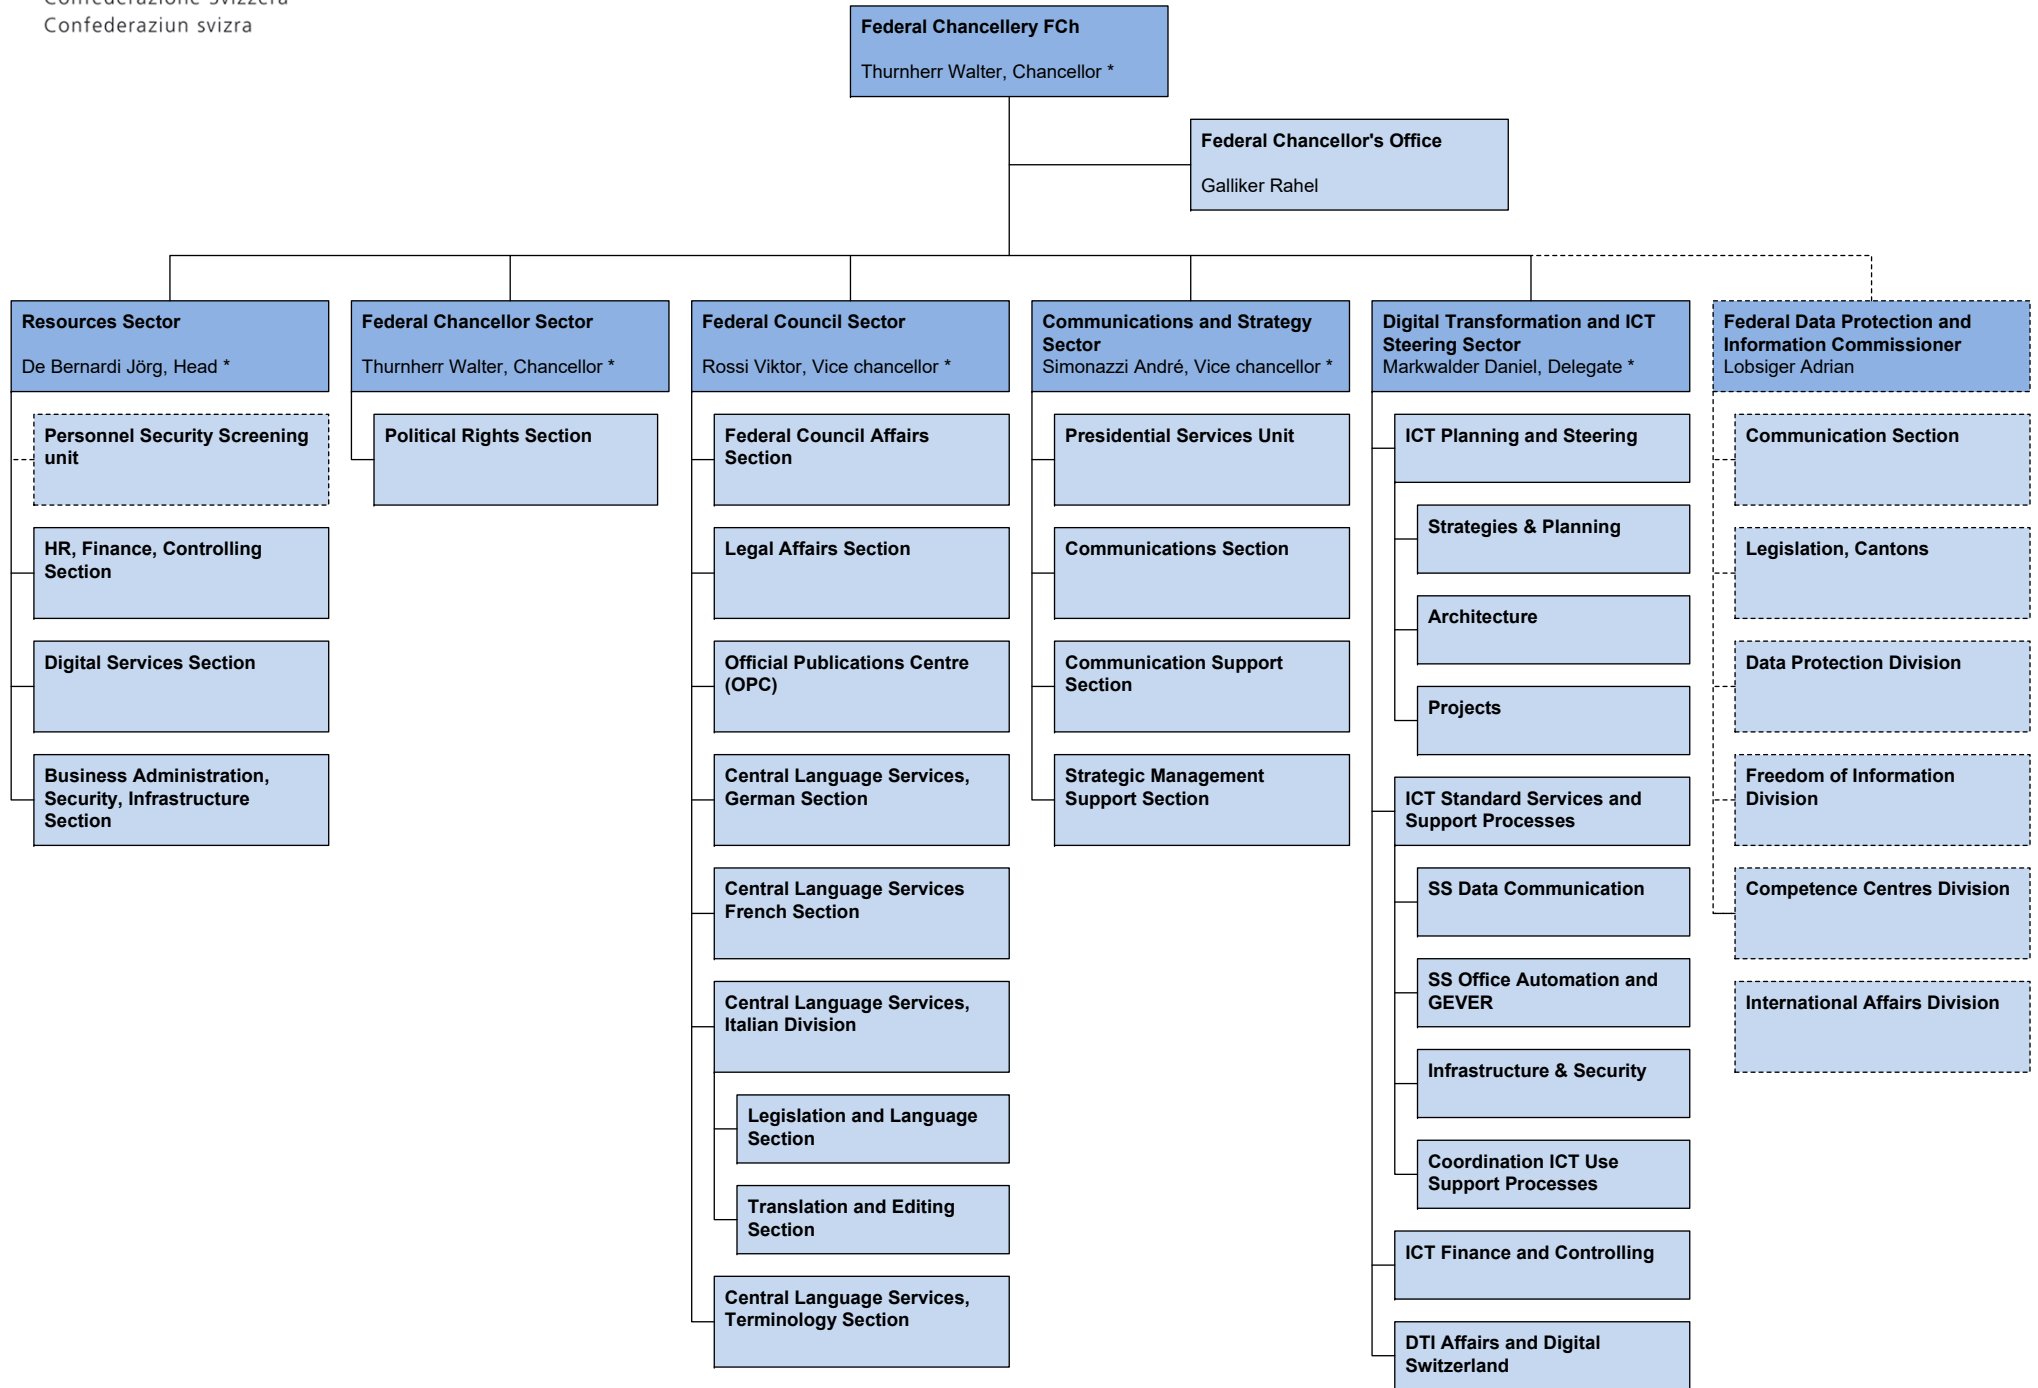 Confederazione Svizzera
Confederaziun svizra
Federal Chancellery FCh
Thurnherr Walter, Chancellor *
Federal Chancellor's Office
Galliker Rahel
Resources Sector
De Bernardi Jörg, Head *
Personnel Security Screening
unit
HR, Finance, Controlling
Section
Digital Services Section
Business Administration,
Security, Infrastructure
Section
Federal Chancellor Sector
Thurnherr Walter, Chancellor *
Political Rights Section
Federal Council Sector
Rossi Viktor, Vice chancellor *
Federal Council Affairs
Section
Legal Affairs Section
Official Publications Centre
(OPC)
Central Language Services,
German Section
Central Language Services
French Section
Central Language Services,
Italian Division
Legislation and Language
Section
Translation and Editing
Section
Central Language Services,
Terminology Section
Communications and Strategy
Sector
Simonazzi André, Vice chancellor *
Presidential Services Unit
Communications Section
Communication Support
Section
Strategic Management
Support Section
Digital Transformation and ICT
Steering Sector
Markwalder Daniel, Delegate *
ICT Planning and Steering
Strategies & Planning
Architecture
Projects
ICT Standard Services and
Support Processes
SS Data Communication
SS Office Automation and
GEVER
Infrastructure & Security
Coordination ICT Use
Support Processes
ICT Finance and Controlling
DTI Affairs and Digital
Switzerland
Federal Data Protection and
Information Commissioner
Lobsiger Adrian
Communication Section
Legislation, Cantons
Data Protection Division
Freedom of Information
Division
Competence Centres Division
International Affairs Division